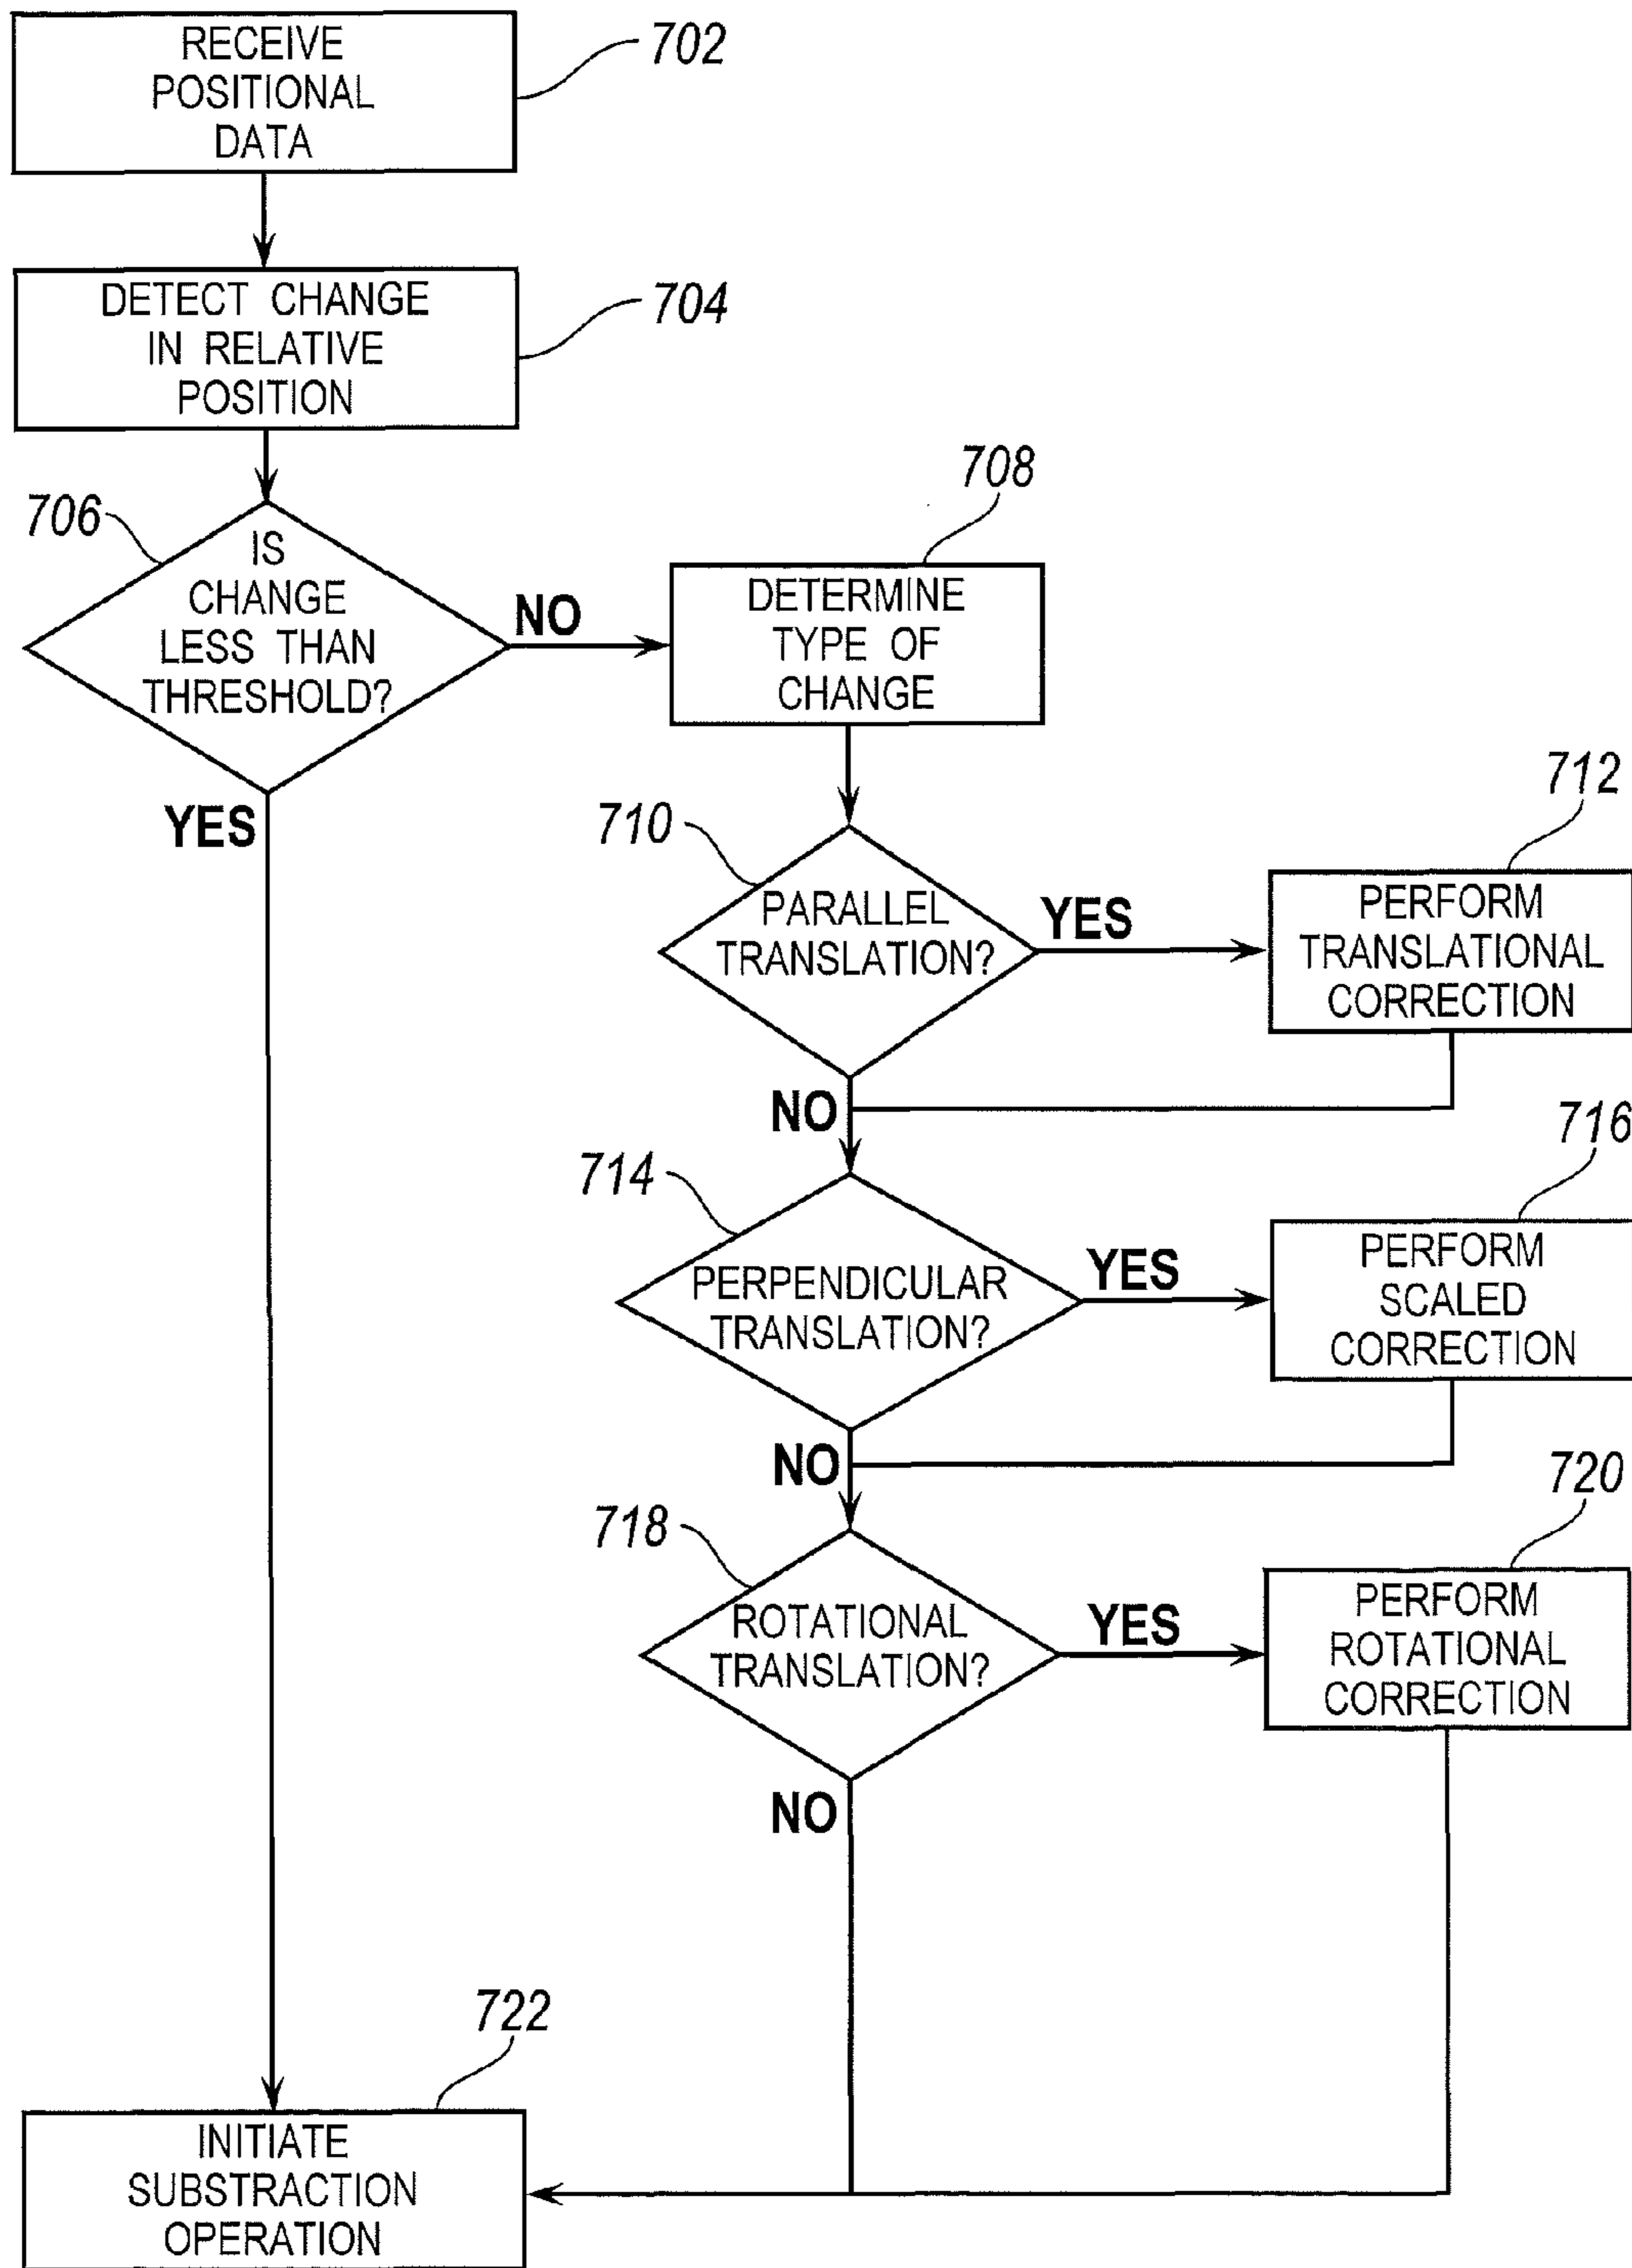 RECEIVE
POSITIONAL
DATA
702
DETECT CHANGE
IN RELATIVE
POSITION
704
706
IS
CHANGE
LESS THAN
THRESHOLD?
NO
YES
708
DETERMINE
TYPE OF
CHANGE
710
PARALLEL
TRANSLATION?
YES
NO
712
PERFORM
TRANSLATIONAL
CORRECTION
714
PERPENDICULAR
TRANSLATION?
YES
NO
716
PERFORM
SCALED
CORRECTION
718
ROTATIONAL
TRANSLATION?
YES
NO
720
PERFORM
ROTATIONAL
CORRECTION
722
INITIATE
SUBSTRACTION
OPERATION